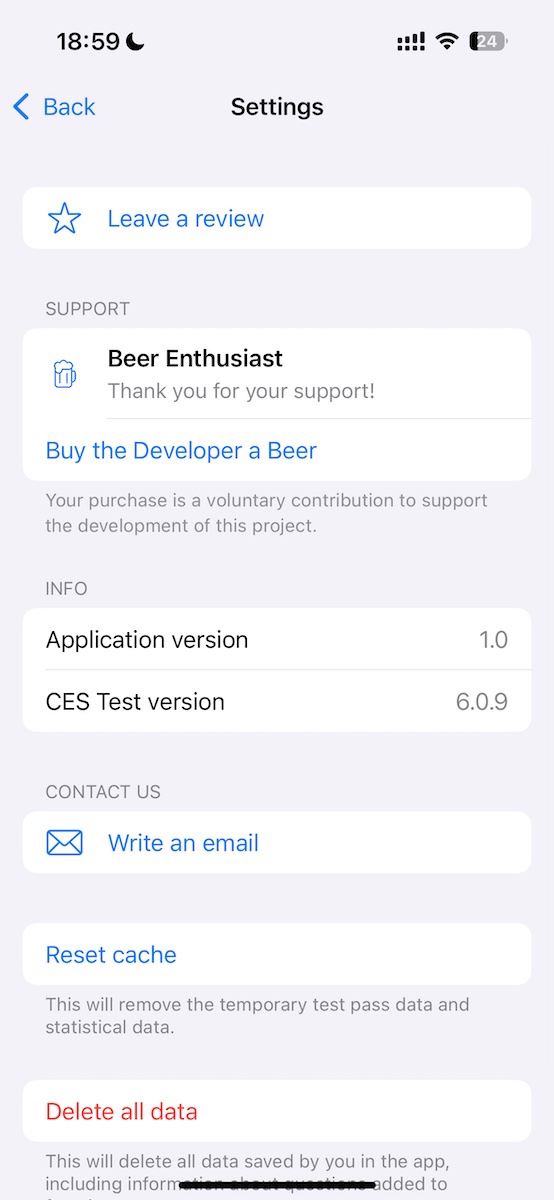 18:59
24
Back
Settings
Leave a review
SUPPORT
Beer Enthusiast
Thank you for your support!
Buy the Developer a Beer
Your purchase is a voluntary contribution to support
the development of this project.
INFO
Application version 1.0
CES Test version 6.0.9
CONTACT US
Write an email
Reset cache
This will remove the temporary test pass data and
statistical data.
Delete all data
This will delete all data saved by you in the app,
including information about questions added to